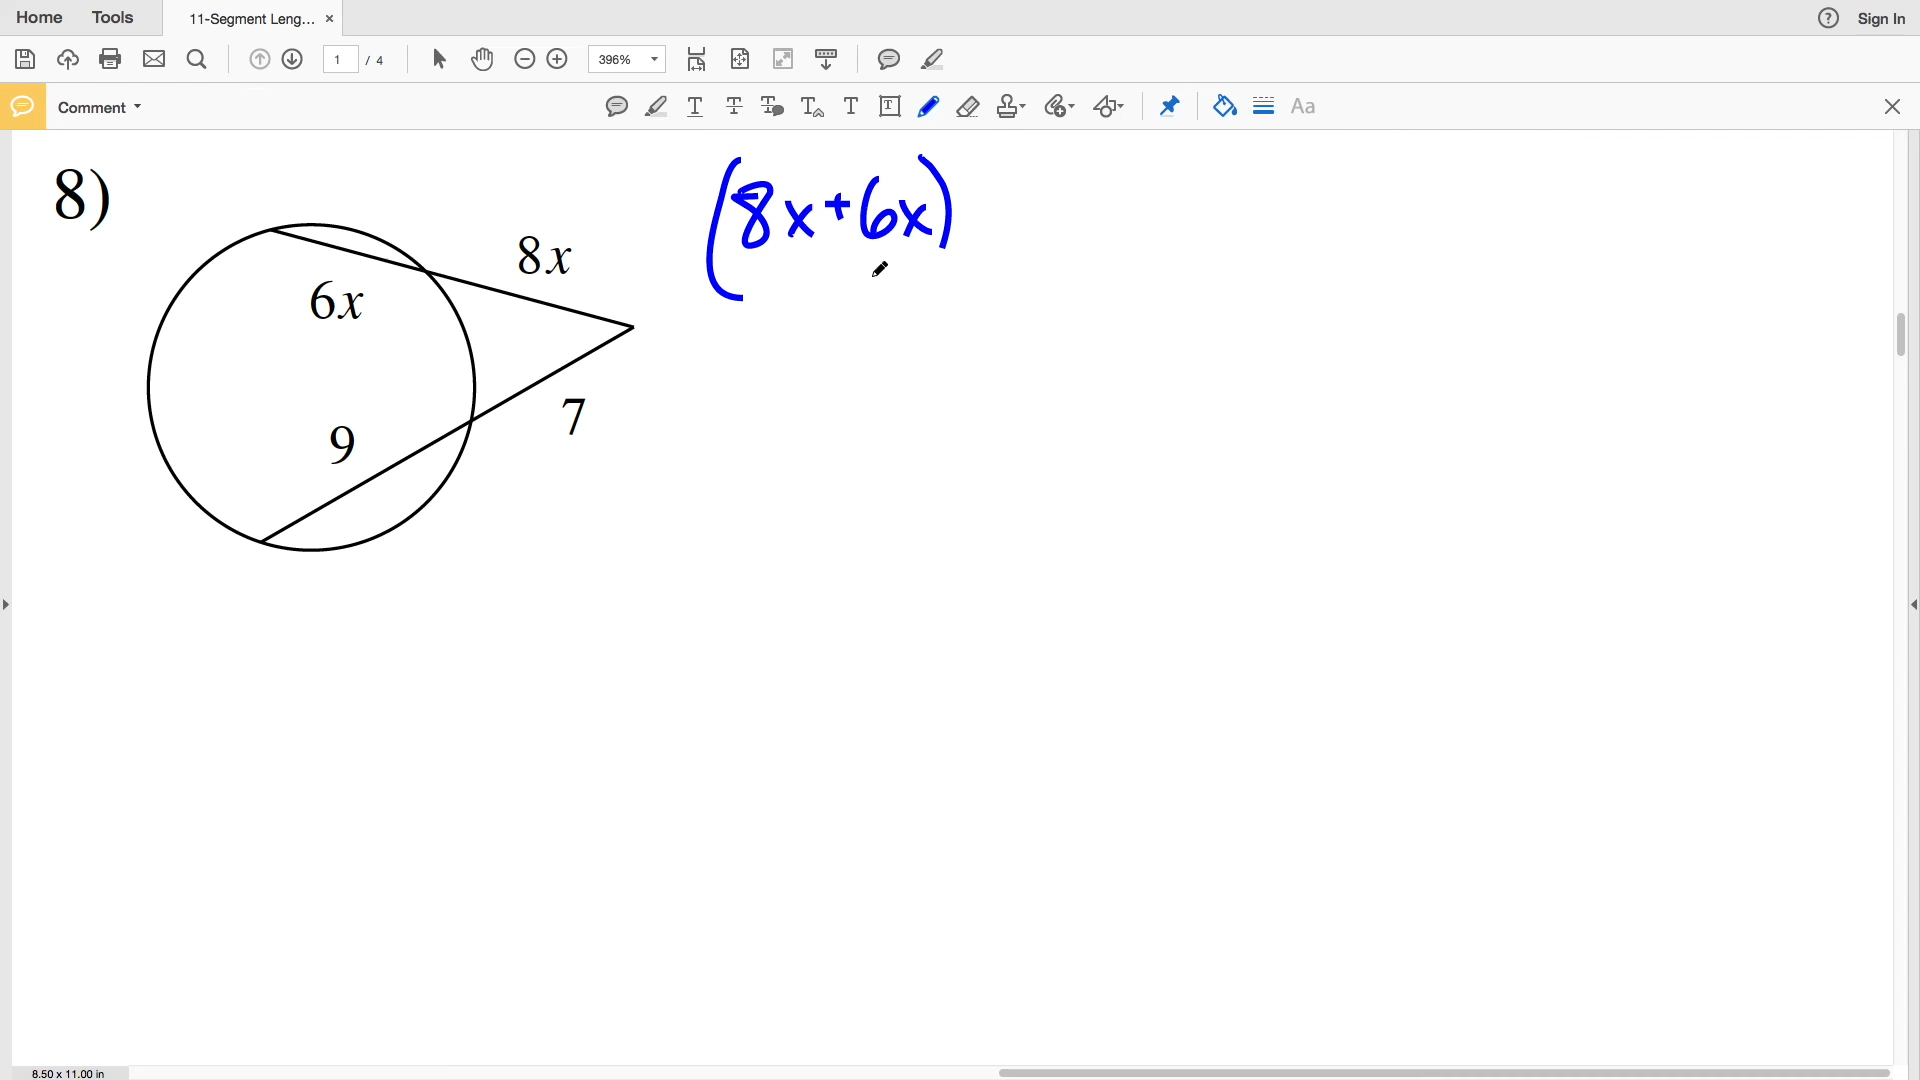 Home Tools 11-Segment Leng... × ? Sign In
1 / 4 396%
Comment T T T T T T Aa
8)
(8x+6x)
8x
6x
7
9
8.50 x 11.00 in